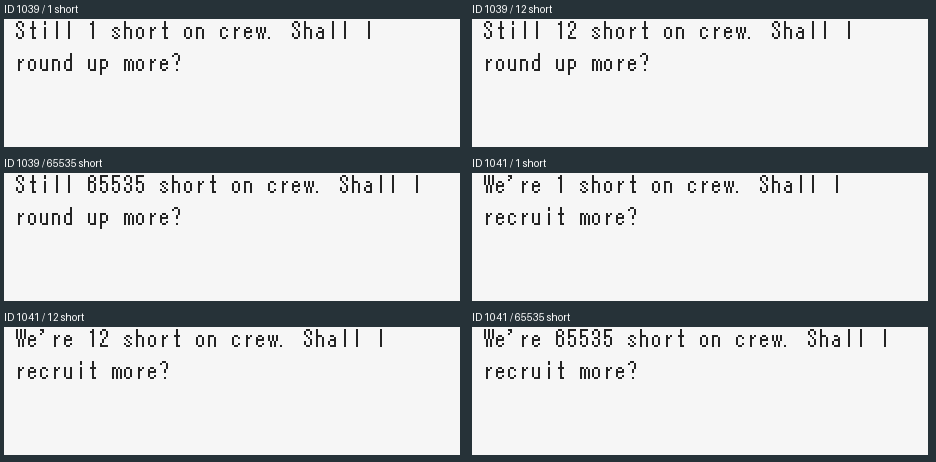 ID 1039 / 1 short
Still 1 short on crew. Shall I
round up more?
ID 1039 / 12 short
Still 12 short on crew. Shall I
round up more?
ID 1039 / 65535 short
Still 65535 short on crew. Shall I
round up more?
ID 1041 / 1 short
We're 1 short on crew. Shall I
recruit more?
ID 1041 / 12 short
We're 12 short on crew. Shall I
recruit more?
ID 1041 / 65535 short
We're 65535 short on crew. Shall I
recruit more?